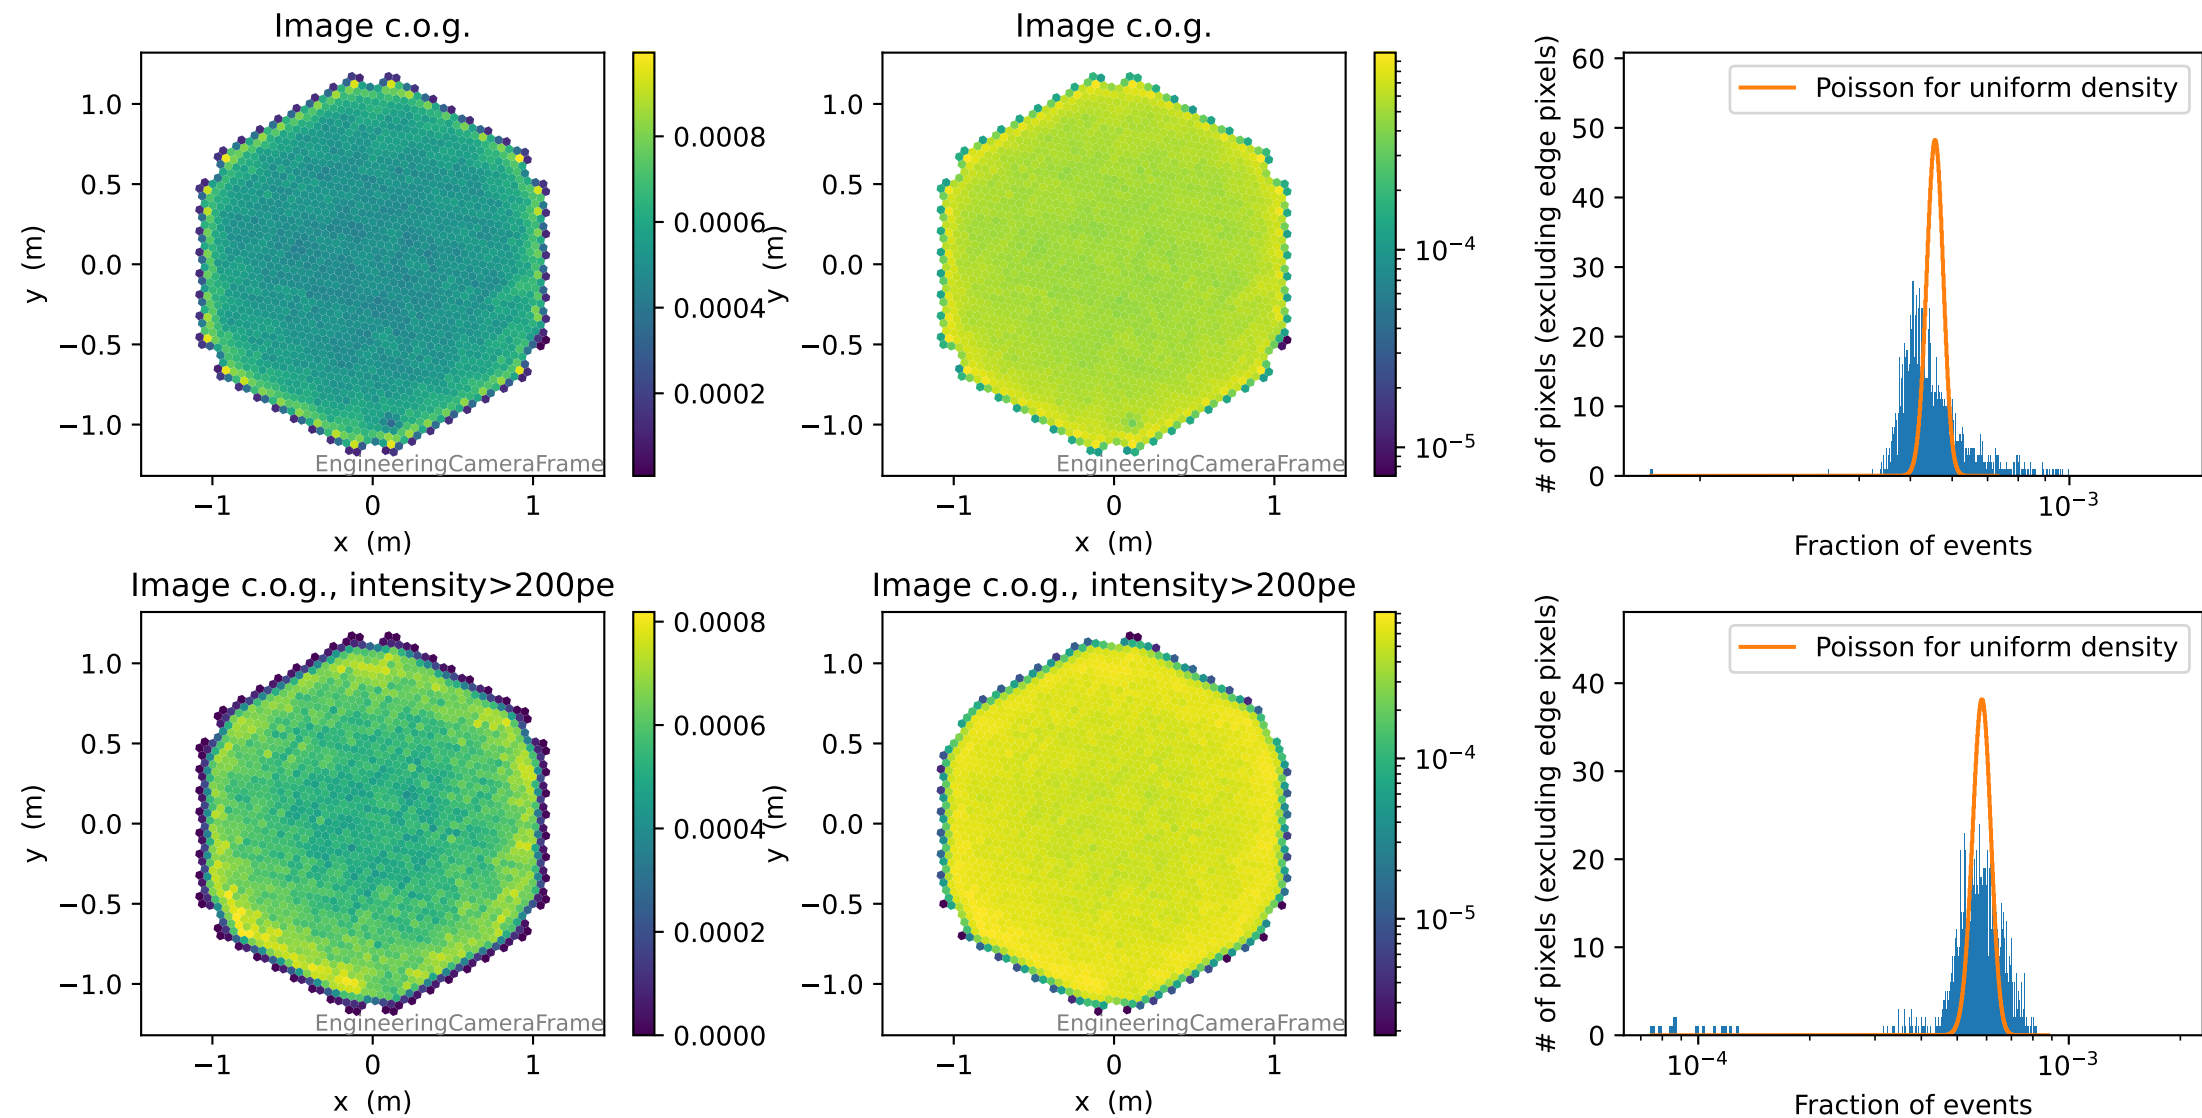 Image c.o.g.
1.0
0.5
0.0
−0.5
−1.0
y (m)
−1
0
1
x (m)
EngineeringCameraFrame
0.0008
0.0006
0.0004
0.0002
Image c.o.g.
1.0
0.5
0.0
−0.5
−1.0
y (m)
−1
0
1
x (m)
EngineeringCameraFrame
10⁻⁴
10⁻⁵
60
50
40
30
20
10
0
# of pixels (excluding edge pixels)
Poisson for uniform density
10⁻³
Fraction of events
Image c.o.g., intensity>200pe
1.0
0.5
0.0
−0.5
−1.0
y (m)
−1
0
1
x (m)
EngineeringCameraFrame
0.0008
0.0006
0.0004
0.0002
0.0000
Image c.o.g., intensity>200pe
1.0
0.5
0.0
−0.5
−1.0
y (m)
−1
0
1
x (m)
EngineeringCameraFrame
10⁻⁴
10⁻⁵
40
30
20
10
0
# of pixels (excluding edge pixels)
Poisson for uniform density
10⁻⁴
10⁻³
Fraction of events